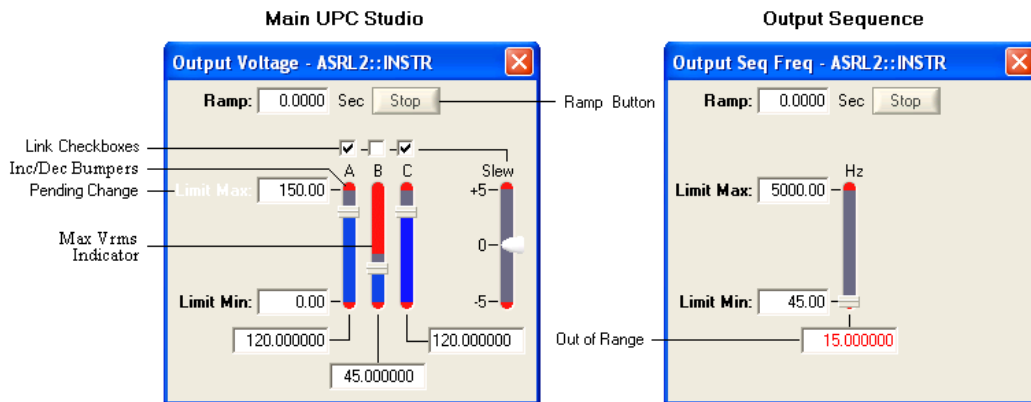 Main UPC Studio
Output Sequence
Output Voltage - ASRL2::INSTR
Output Seq Freq - ASRL2::INSTR
Ramp: 0.0000 Sec Stop
Ramp Button
Ramp: 0.0000 Sec Stop
Link Checkboxes
Inc/Dec Bumpers
A B C
Slew
Hz
Pending Change
Limit Max: 150.00
+5
Limit Max: 5000.00
Max Vrms
Indicator
0
Limit Min: 0.00
-5
Limit Min: 45.00
120.000000
120.000000
Out of Range
15.000000
45.000000